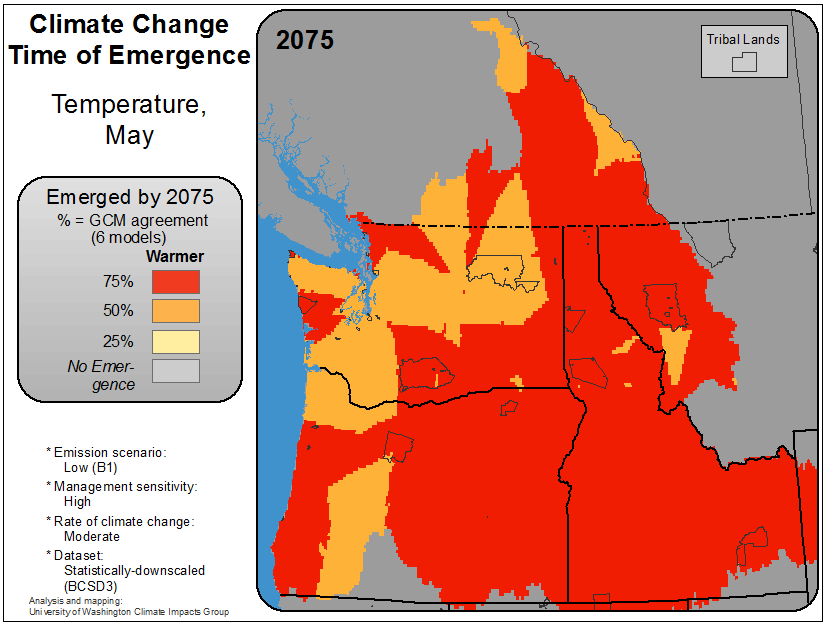 Climate Change
Time of Emergence
Temperature,
May
Emerged by 2075
% = GCM agreement
(6 models)
Warmer
75%
50%
25%
No Emer-
gence
* Emission scenario:
Low (B1)
* Management sensitivity:
High
* Rate of climate change:
Moderate
* Dataset:
Statistically-downscaled
(BCSD3)
Analysis and mapping:
University of Washington Climate Impacts Group
2075
Tribal Lands